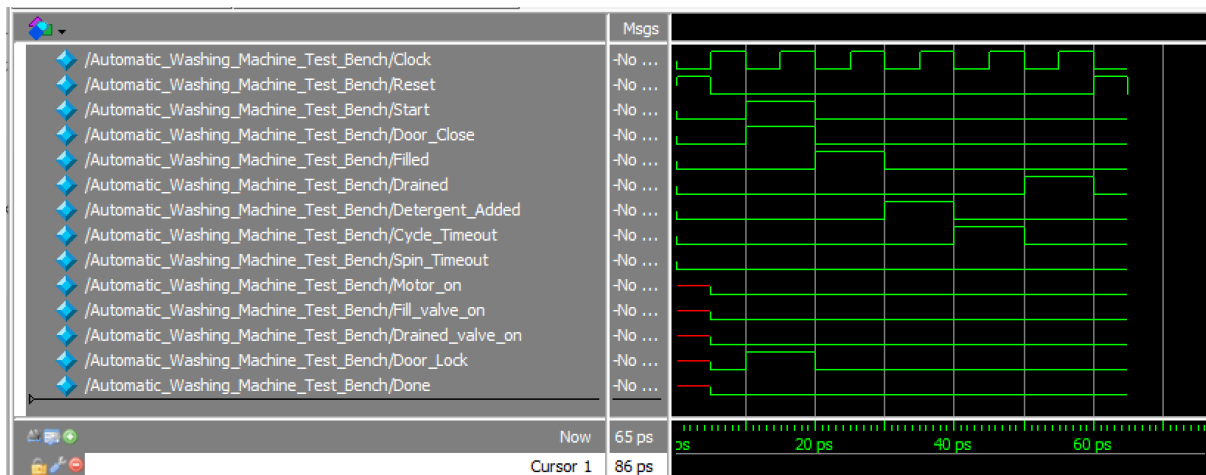 Msgs
/Automatic_Washing_Machine_Test_Bench/Clock -No ...
/Automatic_Washing_Machine_Test_Bench/Reset -No ...
/Automatic_Washing_Machine_Test_Bench/Start -No ...
/Automatic_Washing_Machine_Test_Bench/Door_Close -No ...
/Automatic_Washing_Machine_Test_Bench/Filled -No ...
/Automatic_Washing_Machine_Test_Bench/Drained -No ...
/Automatic_Washing_Machine_Test_Bench/Detergent_Added -No ...
/Automatic_Washing_Machine_Test_Bench/Cycle_Timeout -No ...
/Automatic_Washing_Machine_Test_Bench/Spin_Timeout -No ...
/Automatic_Washing_Machine_Test_Bench/Motor_on -No ...
/Automatic_Washing_Machine_Test_Bench/Fill_valve_on -No ...
/Automatic_Washing_Machine_Test_Bench/Drained_valve_on -No ...
/Automatic_Washing_Machine_Test_Bench/Door_Lock -No ...
/Automatic_Washing_Machine_Test_Bench/Done -No ...
Now 65 ps ps 20 ps 40 ps 60 ps
Cursor 1 86 ps